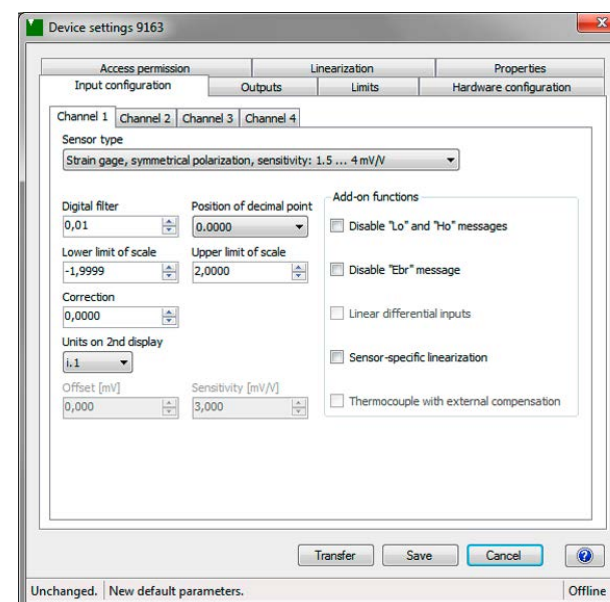 Device settings 9163
Access permission Linearization Properties
Input configuration Outputs Limits Hardware configuration
Channel 1 Channel 2 Channel 3 Channel 4
Sensor type
Strain gage, symmetrical polarization, sensitivity: 1.5 ... 4 mV/V
Digital filter Position of decimal point
0,01 0.0000
Lower limit of scale Upper limit of scale
-1,9999 2,0000
Correction
0,0000
Units on 2nd display
i.1
Offset [mV] Sensitivity [mV/V]
0,000 3,000
Add-on functions
Disable "Lo" and "Ho" messages
Disable "Ebr" message
Linear differential inputs
Sensor-specific linearization
Thermocouple with external compensation
Transfer Save Cancel ?
Unchanged. New default parameters. Offline